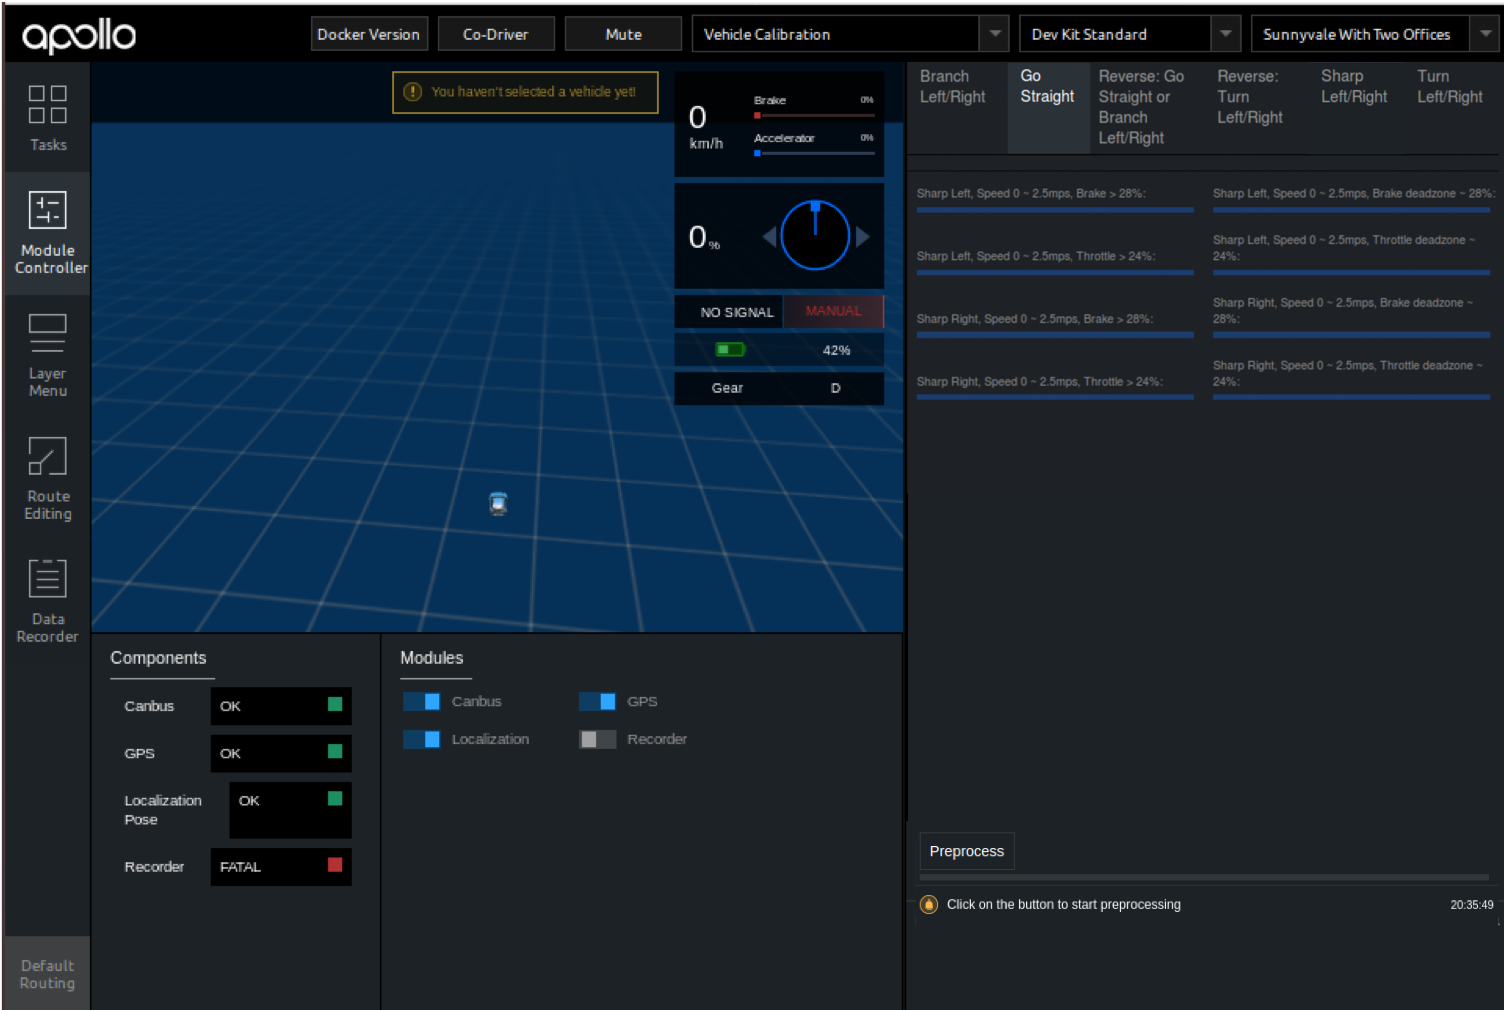 apollo
Docker Version
Co-Driver
Mute
Vehicle Calibration
Dev Kit Standard
Sunnyvale With Two Offices
Tasks
Module
Controller
Layer
Menu
Route
Editing
Data
Recorder
Default
Routing
You haven't selected a vehicle yet!
0
km/h
Brake
0%
Accelerator
0%
0 %
NO SIGNAL
MANUAL
42%
Gear
D
Branch
Left/Right
Go
Straight
Reverse: Go
Straight or
Branch
Left/Right
Reverse:
Turn
Left/Right
Sharp
Left/Right
Turn
Left/Right
Sharp Left, Speed 0 ~ 2.5mps, Brake > 28%:
Sharp Left, Speed 0 ~ 2.5mps, Brake deadzone ~ 28%:
Sharp Left, Speed 0 ~ 2.5mps, Throttle > 24%:
Sharp Left, Speed 0 ~ 2.5mps, Throttle deadzone ~
24%:
Sharp Right, Speed 0 ~ 2.5mps, Brake > 28%:
Sharp Right, Speed 0 ~ 2.5mps, Brake deadzone ~
28%:
Sharp Right, Speed 0 ~ 2.5mps, Throttle > 24%:
Sharp Right, Speed 0 ~ 2.5mps, Throttle deadzone ~
24%:
Components
Canbus
OK
GPS
OK
Localization
Pose
OK
Recorder
FATAL
Modules
Canbus
GPS
Localization
Recorder
Preprocess
Click on the button to start preprocessing
20:35:49